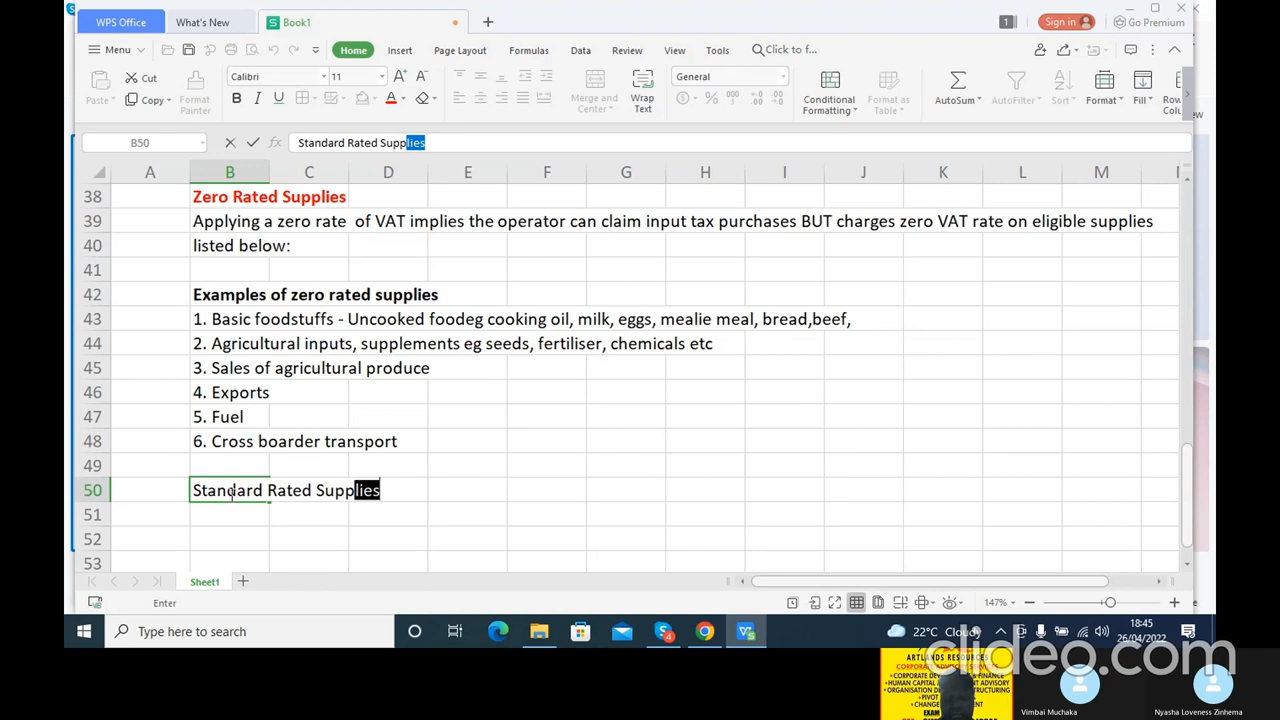 WPS Office
What's New
S Book1
+
1
Sign in
Go Premium
Menu
Home
Insert
Page Layout
Formulas
Data
Review
View
Tools
Click to f...
Paste
Cut
Copy
Format Painter
Calibri
11
A+
A-
B I U
Merge and Center
Wrap Text
General
Conditional Formatting
Format as Table
AutoSum
AutoFilter
Sort
Format
Fill
B50
fx
Standard Rated Supplies
A B C D E F G H I J K L M
38 Zero Rated Supplies
39 Applying a zero rate of VAT implies the operator can claim input tax purchases BUT charges zero VAT rate on eligible supplies
40 listed below:
41
42 Examples of zero rated supplies
43 1. Basic foodstuffs - Uncooked foodeg cooking oil, milk, eggs, mealie meal, bread,beef,
44 2. Agricultural inputs, supplements eg seeds, fertiliser, chemicals etc
45 3. Sales of agricultural produce
46 4. Exports
47 5. Fuel
48 6. Cross boarder transport
49
50 Standard Rated Supplies
51
52
53
Sheet1
Enter
147%
Type here to search
22°C Cloudy
18:45
26/04/2022
clideo.com
ARTLANDS RESOURCES
CORPORATE ADVISORY SERVICES
Vimbai Muchaka
Nyasha Loveness Zinhema